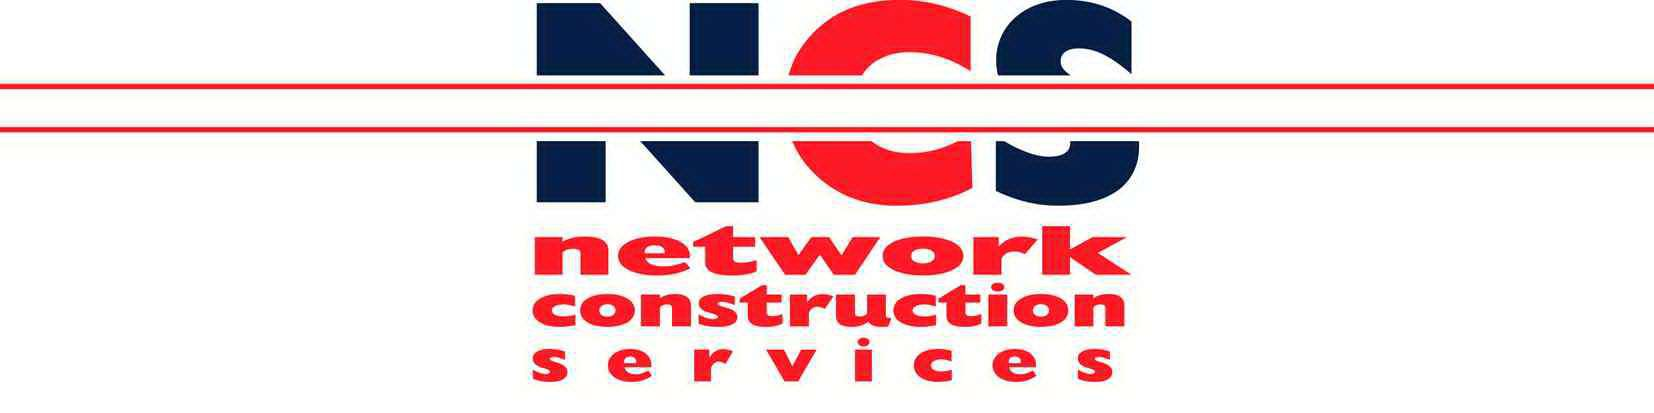 NCS
network
construction
services